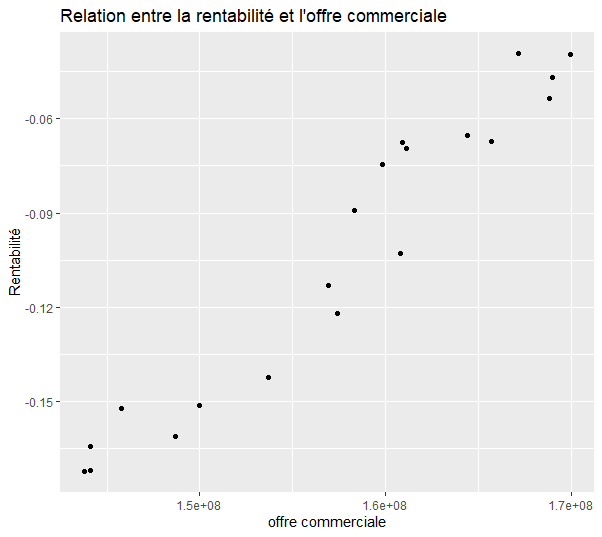 Relation entre la rentabilité et l'offre commerciale
-0.06
-0.09
-0.12
-0.15
Rentabilité
1.5e+08
1.6e+08
1.7e+08
offre commerciale